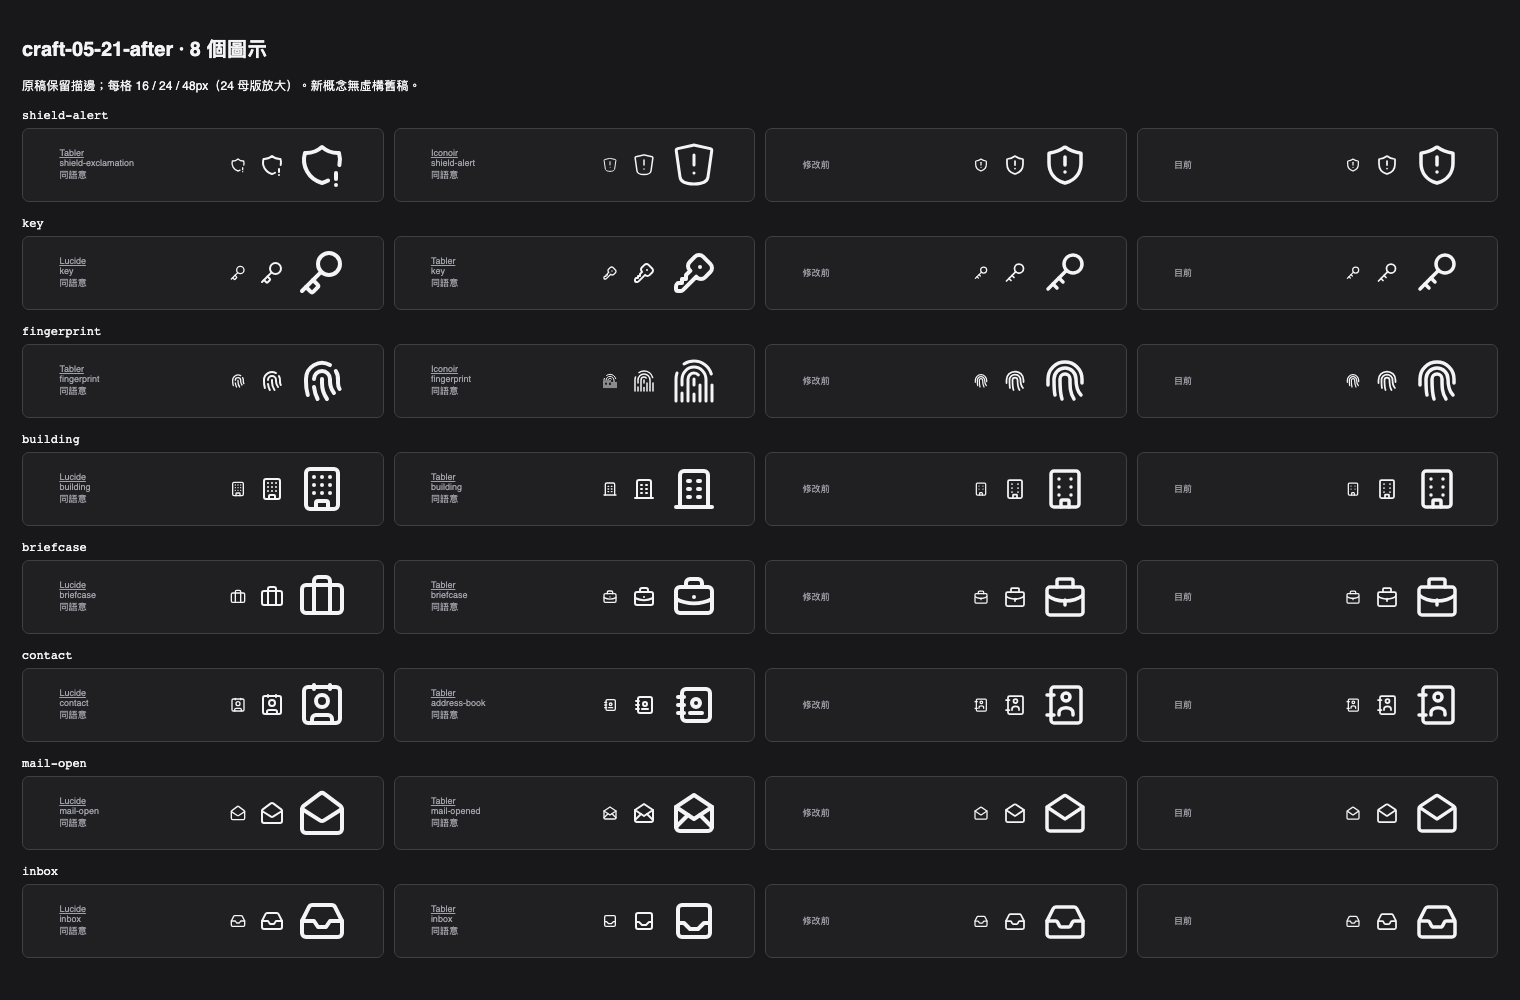 craft-05-21-after · 8 個圖示
原稿保留描邊；每格 16 / 24 / 48px（24 母版放大）。新概念無虛構舊稿。
shield-alert
Tabler
shield-exclamation
同語意
Iconoir
shield-alert
同語意
修改前
目前
key
Lucide
key
同語意
Tabler
key
同語意
修改前
目前
fingerprint
Tabler
fingerprint
同語意
Iconoir
fingerprint
同語意
修改前
目前
building
Lucide
building
同語意
Tabler
building
同語意
修改前
目前
briefcase
Lucide
briefcase
同語意
Tabler
briefcase
同語意
修改前
目前
contact
Lucide
contact
同語意
Tabler
address-book
同語意
修改前
目前
mail-open
Lucide
mail-open
同語意
Tabler
mail-opened
同語意
修改前
目前
inbox
Lucide
inbox
同語意
Tabler
inbox
同語意
修改前
目前